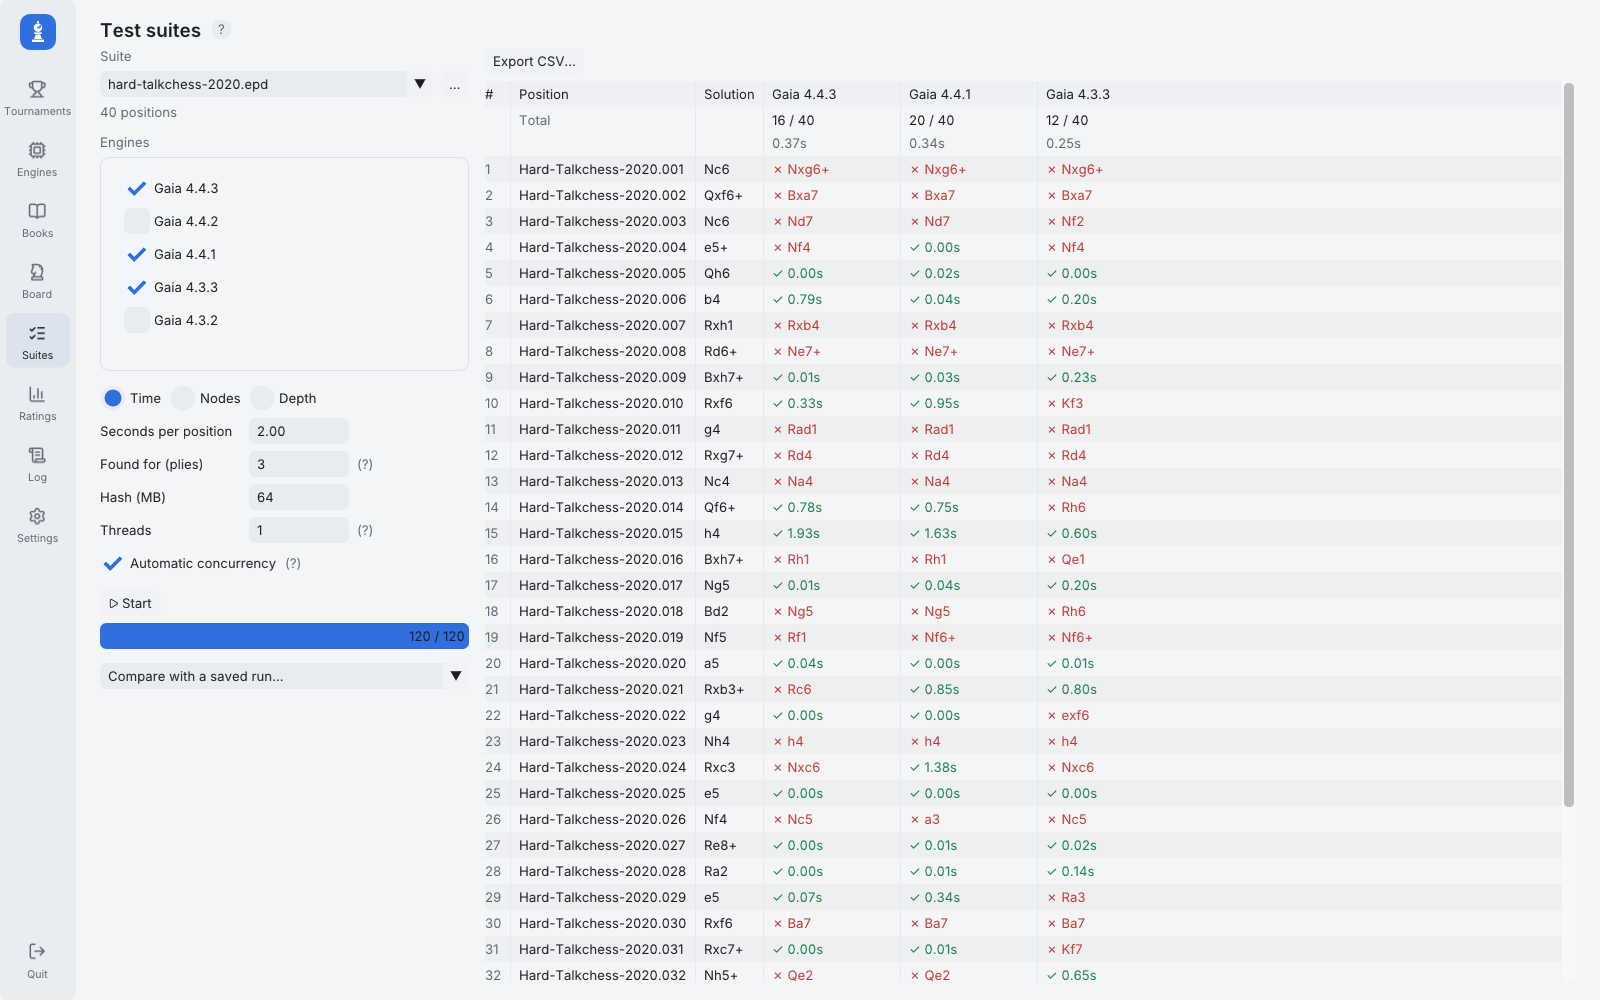 Test suites ?
Tournaments
Engines
Books
Board
Suites
Ratings
Log
Settings
Quit
Suite
hard-talkchess-2020.epd ...
40 positions
Engines
Gaia 4.4.3
Gaia 4.4.2
Gaia 4.4.1
Gaia 4.3.3
Gaia 4.3.2
Time Nodes Depth
Seconds per position 2.00
Found for (plies) 3 (?)
Hash (MB) 64
Threads 1 (?)
Automatic concurrency (?)
Start
120 / 120
Compare with a saved run...
Export CSV...
# Position Solution Gaia 4.4.3 Gaia 4.4.1 Gaia 4.3.3
Total 16 / 40 20 / 40 12 / 40
0.37s 0.34s 0.25s
1 Hard-Talkchess-2020.001 Nc6 × Nxg6+ × Nxg6+ × Nxg6+
2 Hard-Talkchess-2020.002 Qxf6+ × Bxa7 × Bxa7 × Bxa7
3 Hard-Talkchess-2020.003 Nc6 × Nd7 × Nd7 × Nf2
4 Hard-Talkchess-2020.004 e5+ × Nf4 ✓ 0.00s × Nf4
5 Hard-Talkchess-2020.005 Qh6 ✓ 0.00s ✓ 0.02s ✓ 0.00s
6 Hard-Talkchess-2020.006 b4 ✓ 0.79s ✓ 0.04s ✓ 0.20s
7 Hard-Talkchess-2020.007 Rxh1 × Rxb4 × Rxb4 × Rxb4
8 Hard-Talkchess-2020.008 Rd6+ × Ne7+ × Ne7+ × Ne7+
9 Hard-Talkchess-2020.009 Bxh7+ ✓ 0.01s ✓ 0.03s ✓ 0.23s
10 Hard-Talkchess-2020.010 Rxf6 ✓ 0.33s ✓ 0.95s × Kf3
11 Hard-Talkchess-2020.011 g4 × Rad1 × Rad1 × Rad1
12 Hard-Talkchess-2020.012 Rxg7+ × Rd4 × Rd4 × Rd4
13 Hard-Talkchess-2020.013 Nc4 × Na4 × Na4 × Na4
14 Hard-Talkchess-2020.014 Qf6+ ✓ 0.78s ✓ 0.75s × Rh6
15 Hard-Talkchess-2020.015 h4 ✓ 1.93s ✓ 1.63s ✓ 0.60s
16 Hard-Talkchess-2020.016 Bxh7+ × Rh1 × Rh1 × Qe1
17 Hard-Talkchess-2020.017 Ng5 ✓ 0.01s ✓ 0.04s ✓ 0.20s
18 Hard-Talkchess-2020.018 Bd2 × Ng5 × Ng5 × Rh6
19 Hard-Talkchess-2020.019 Nf5 × Rf1 × Nf6+ × Nf6+
20 Hard-Talkchess-2020.020 a5 ✓ 0.04s ✓ 0.00s ✓ 0.01s
21 Hard-Talkchess-2020.021 Rxb3+ × Rc6 ✓ 0.85s ✓ 0.80s
22 Hard-Talkchess-2020.022 g4 ✓ 0.00s ✓ 0.00s × exf6
23 Hard-Talkchess-2020.023 Nh4 × h4 × h4 × h4
24 Hard-Talkchess-2020.024 Rxc3 × Nxc6 ✓ 1.38s × Nxc6
25 Hard-Talkchess-2020.025 e5 ✓ 0.00s ✓ 0.00s ✓ 0.00s
26 Hard-Talkchess-2020.026 Nf4 × Nc5 × a3 × Nc5
27 Hard-Talkchess-2020.027 Re8+ ✓ 0.00s ✓ 0.01s ✓ 0.02s
28 Hard-Talkchess-2020.028 Ra2 ✓ 0.00s ✓ 0.01s ✓ 0.14s
29 Hard-Talkchess-2020.029 e5 ✓ 0.07s ✓ 0.34s × Ra3
30 Hard-Talkchess-2020.030 Rxf6 × Ba7 × Ba7 × Ba7
31 Hard-Talkchess-2020.031 Rxc7+ ✓ 0.00s ✓ 0.01s × Kf7
32 Hard-Talkchess-2020.032 Nh5+ × Qe2 × Qe2 ✓ 0.65s